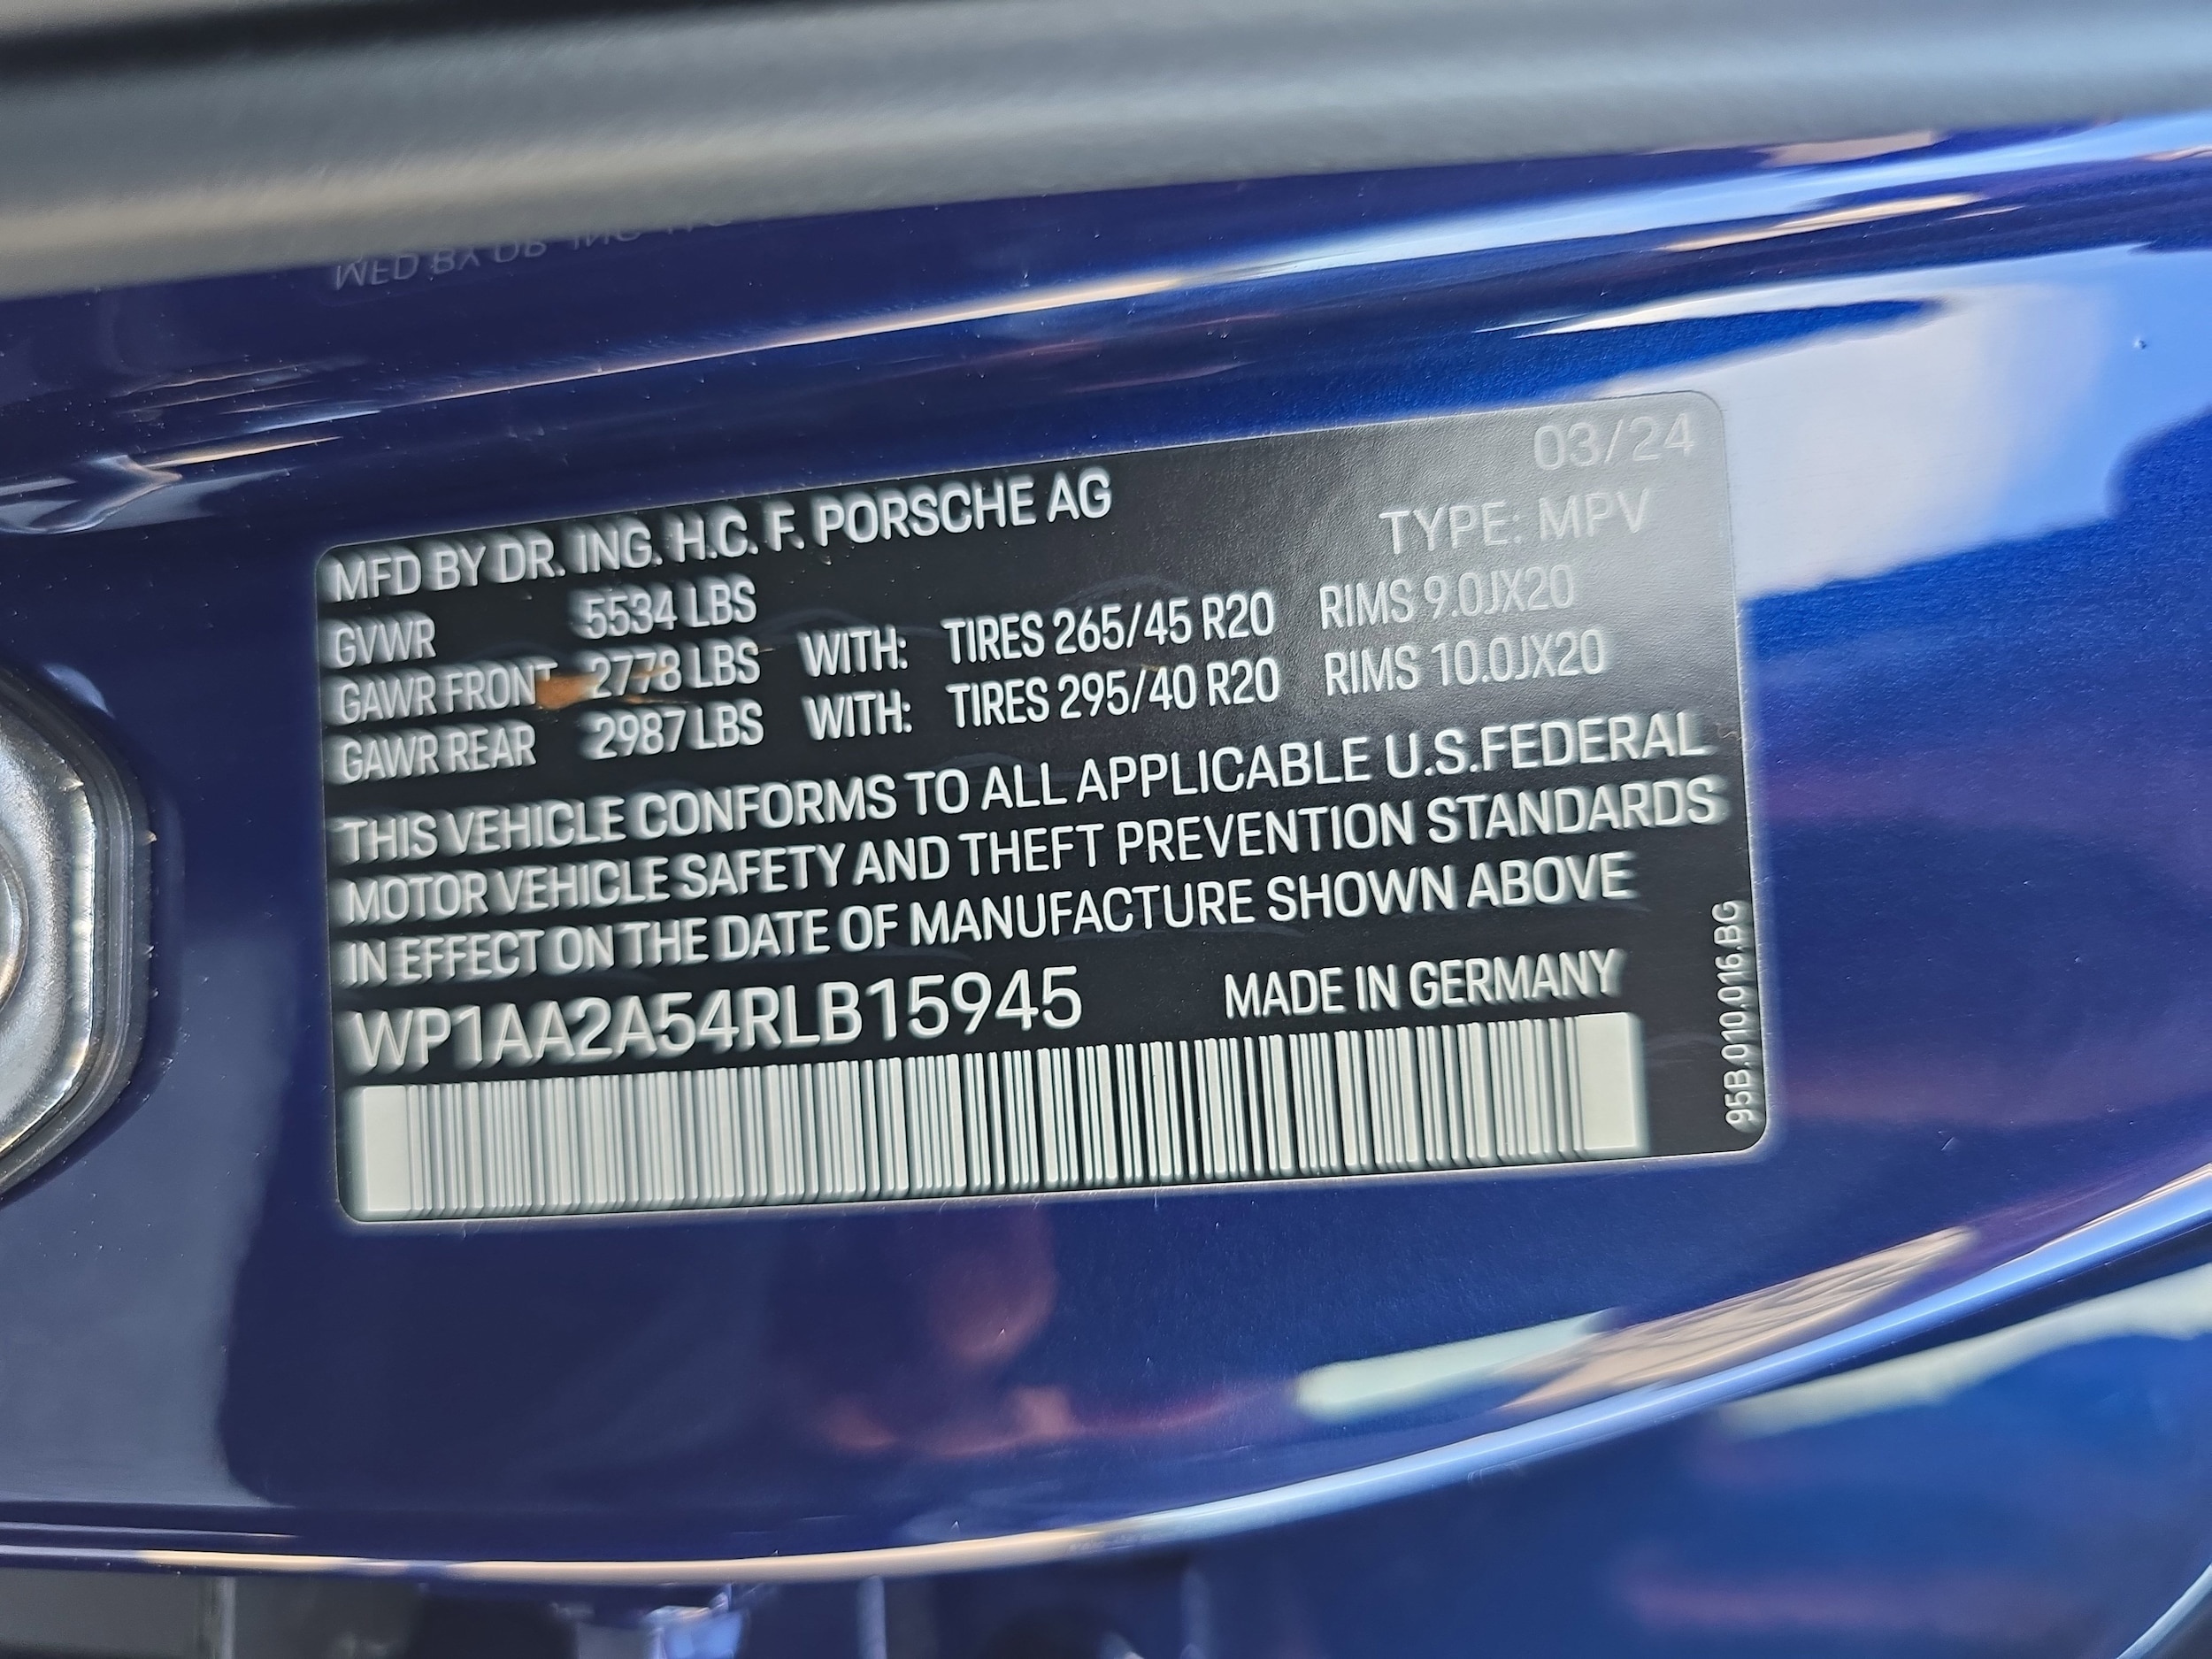 03/24
MFD BY DR. ING. H.C. F. PORSCHE AG
TYPE: MPV
GVWR 5534 LBS
GAWR FRONT 2778 LBS WITH: TIRES 265/45 R20 RIMS 9.0JX20
GAWR REAR 2987 LBS WITH: TIRES 295/40 R20 RIMS 10.0JX20
THIS VEHICLE CONFORMS TO ALL APPLICABLE U.S.FEDERAL
MOTOR VEHICLE SAFETY AND THEFT PREVENTION STANDARDS
IN EFFECT ON THE DATE OF MANUFACTURE SHOWN ABOVE
WP1AA2A54RLB15945 MADE IN GERMANY
95B.010.016.BG